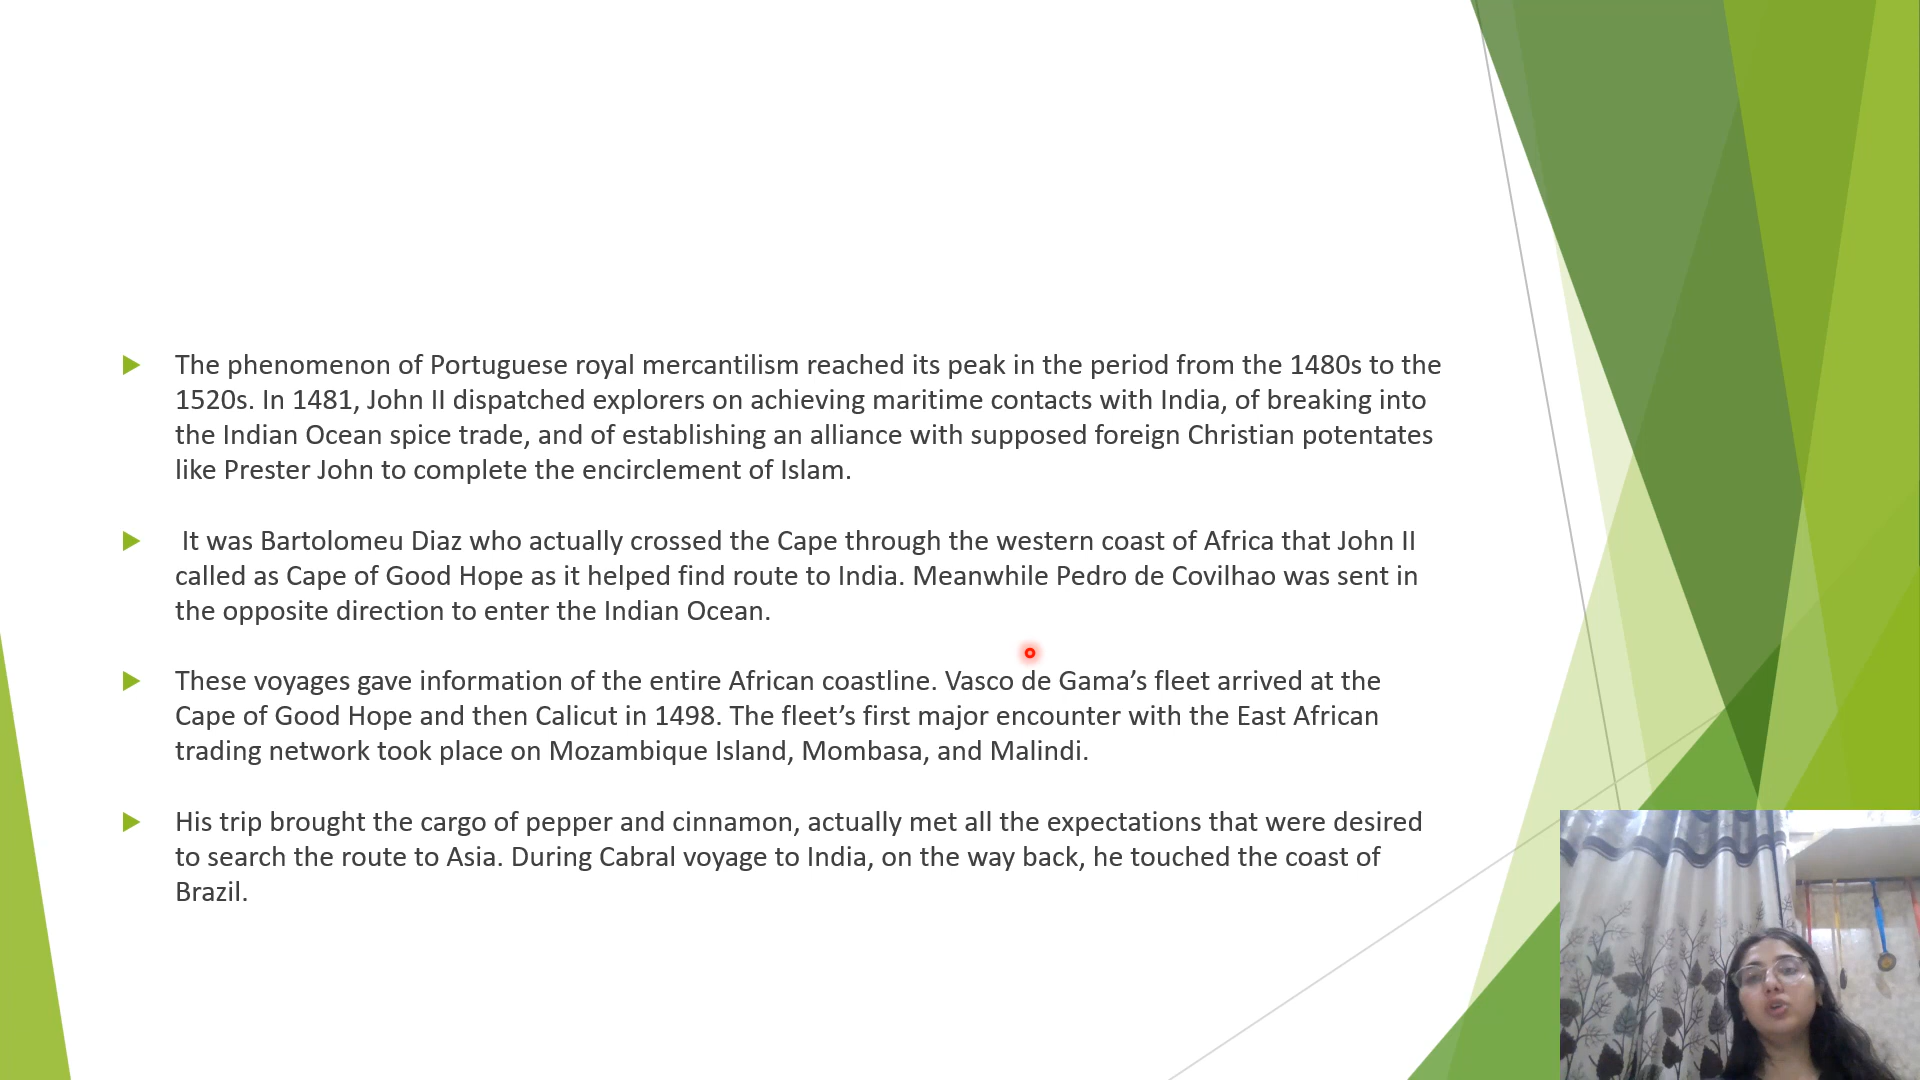 The phenomenon of Portuguese royal mercantilism reached its peak in the period from the 1480s to the
1520s. In 1481, John II dispatched explorers on achieving maritime contacts with India, of breaking into
the Indian Ocean spice trade, and of establishing an alliance with supposed foreign Christian potentates
like Prester John to complete the encirclement of Islam.
It was Bartolomeu Diaz who actually crossed the Cape through the western coast of Africa that John II
called as Cape of Good Hope as it helped find route to India. Meanwhile Pedro de Covilhao was sent in
the opposite direction to enter the Indian Ocean.
These voyages gave information of the entire African coastline. Vasco de Gama’s fleet arrived at the
Cape of Good Hope and then Calicut in 1498. The fleet’s first major encounter with the East African
trading network took place on Mozambique Island, Mombasa, and Malindi.
His trip brought the cargo of pepper and cinnamon, actually met all the expectations that were desired
to search the route to Asia. During Cabral voyage to India, on the way back, he touched the coast of
Brazil.